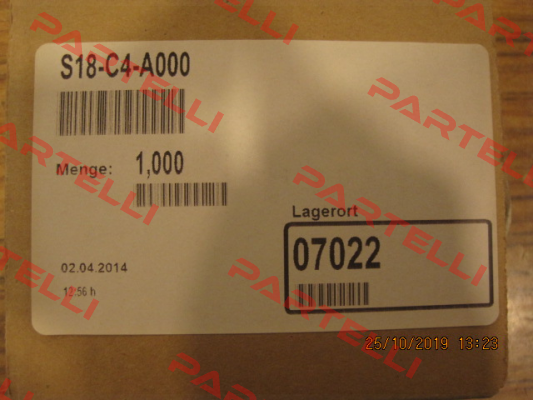 S18-C4-A000
Menge: 1,000
Lagerort
07022
02.04.2014
12:56 h
25/10/2019 13:23
PARTELLI
PARTELLI
PARTELLI
PARTELLI
PARTELLI
PARTELLI